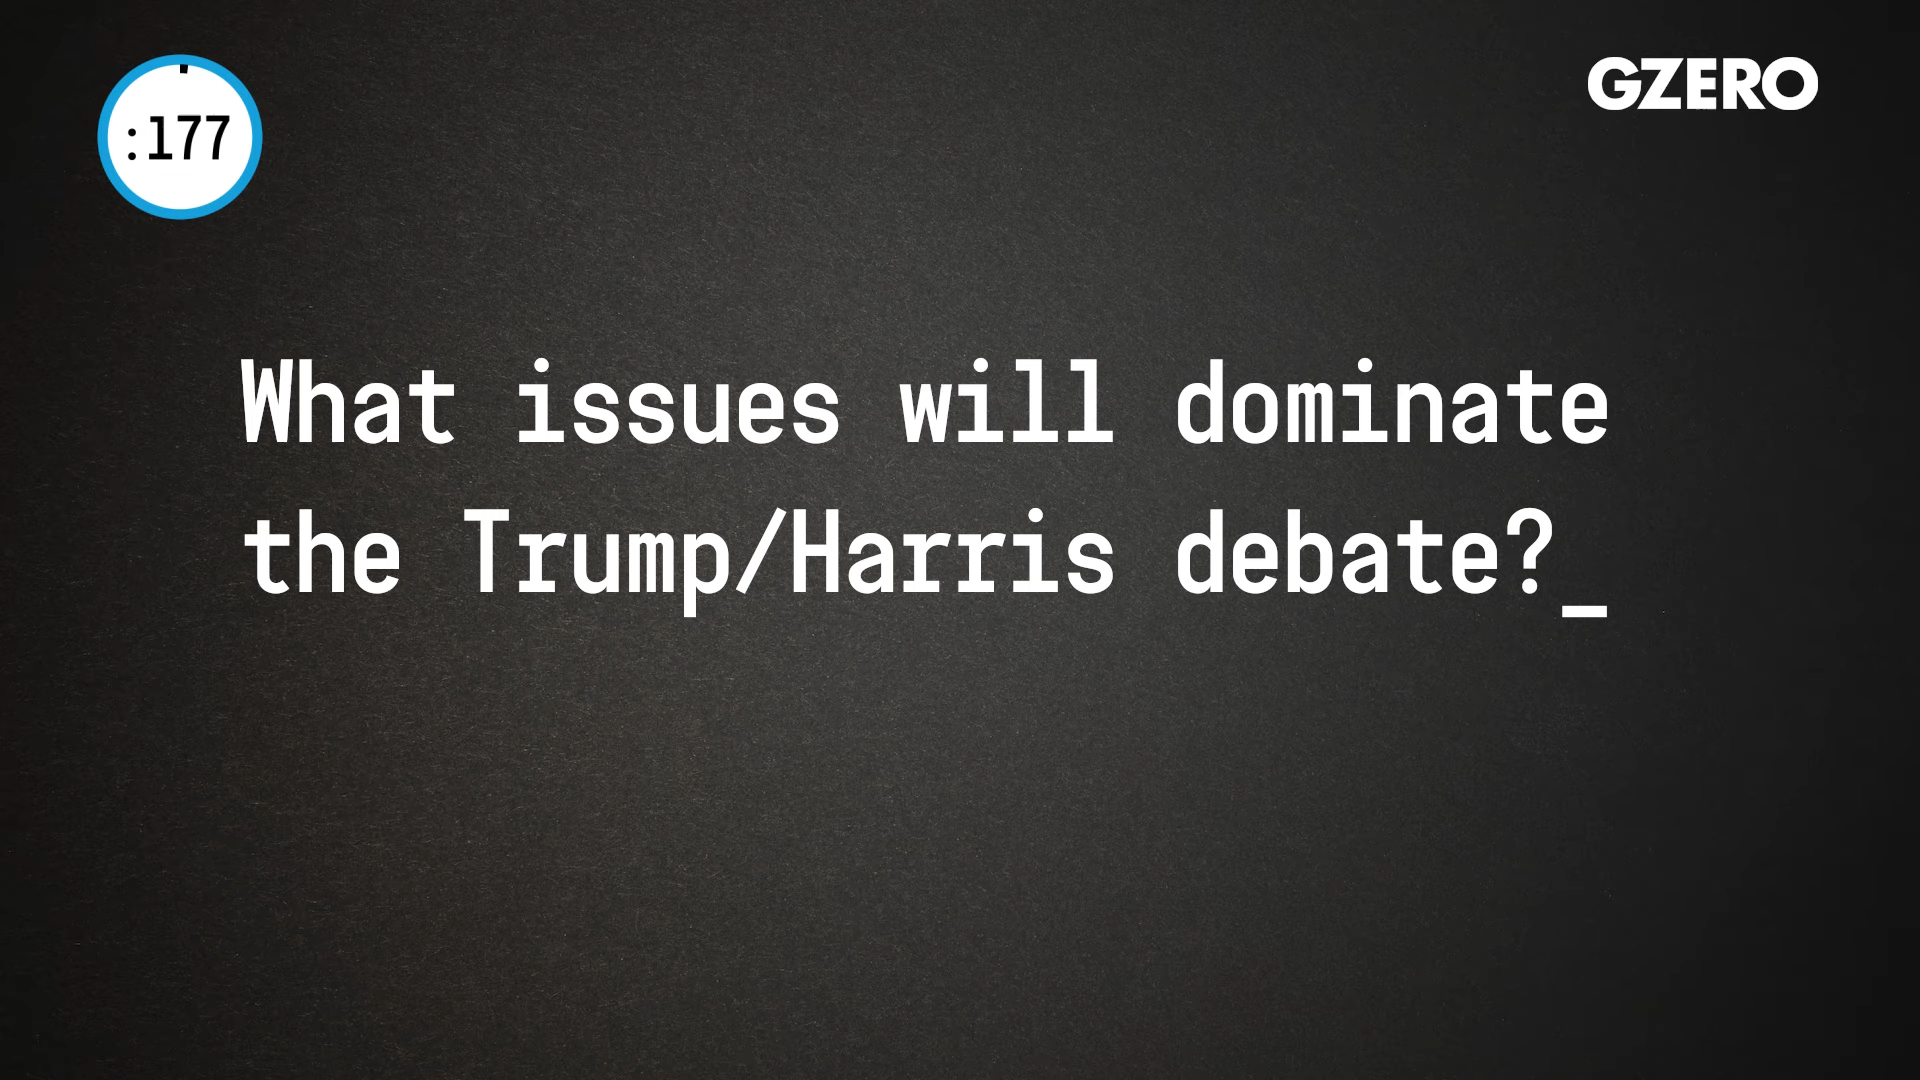 :177
GZERO
What issues will dominate
the Trump/Harris debate?_